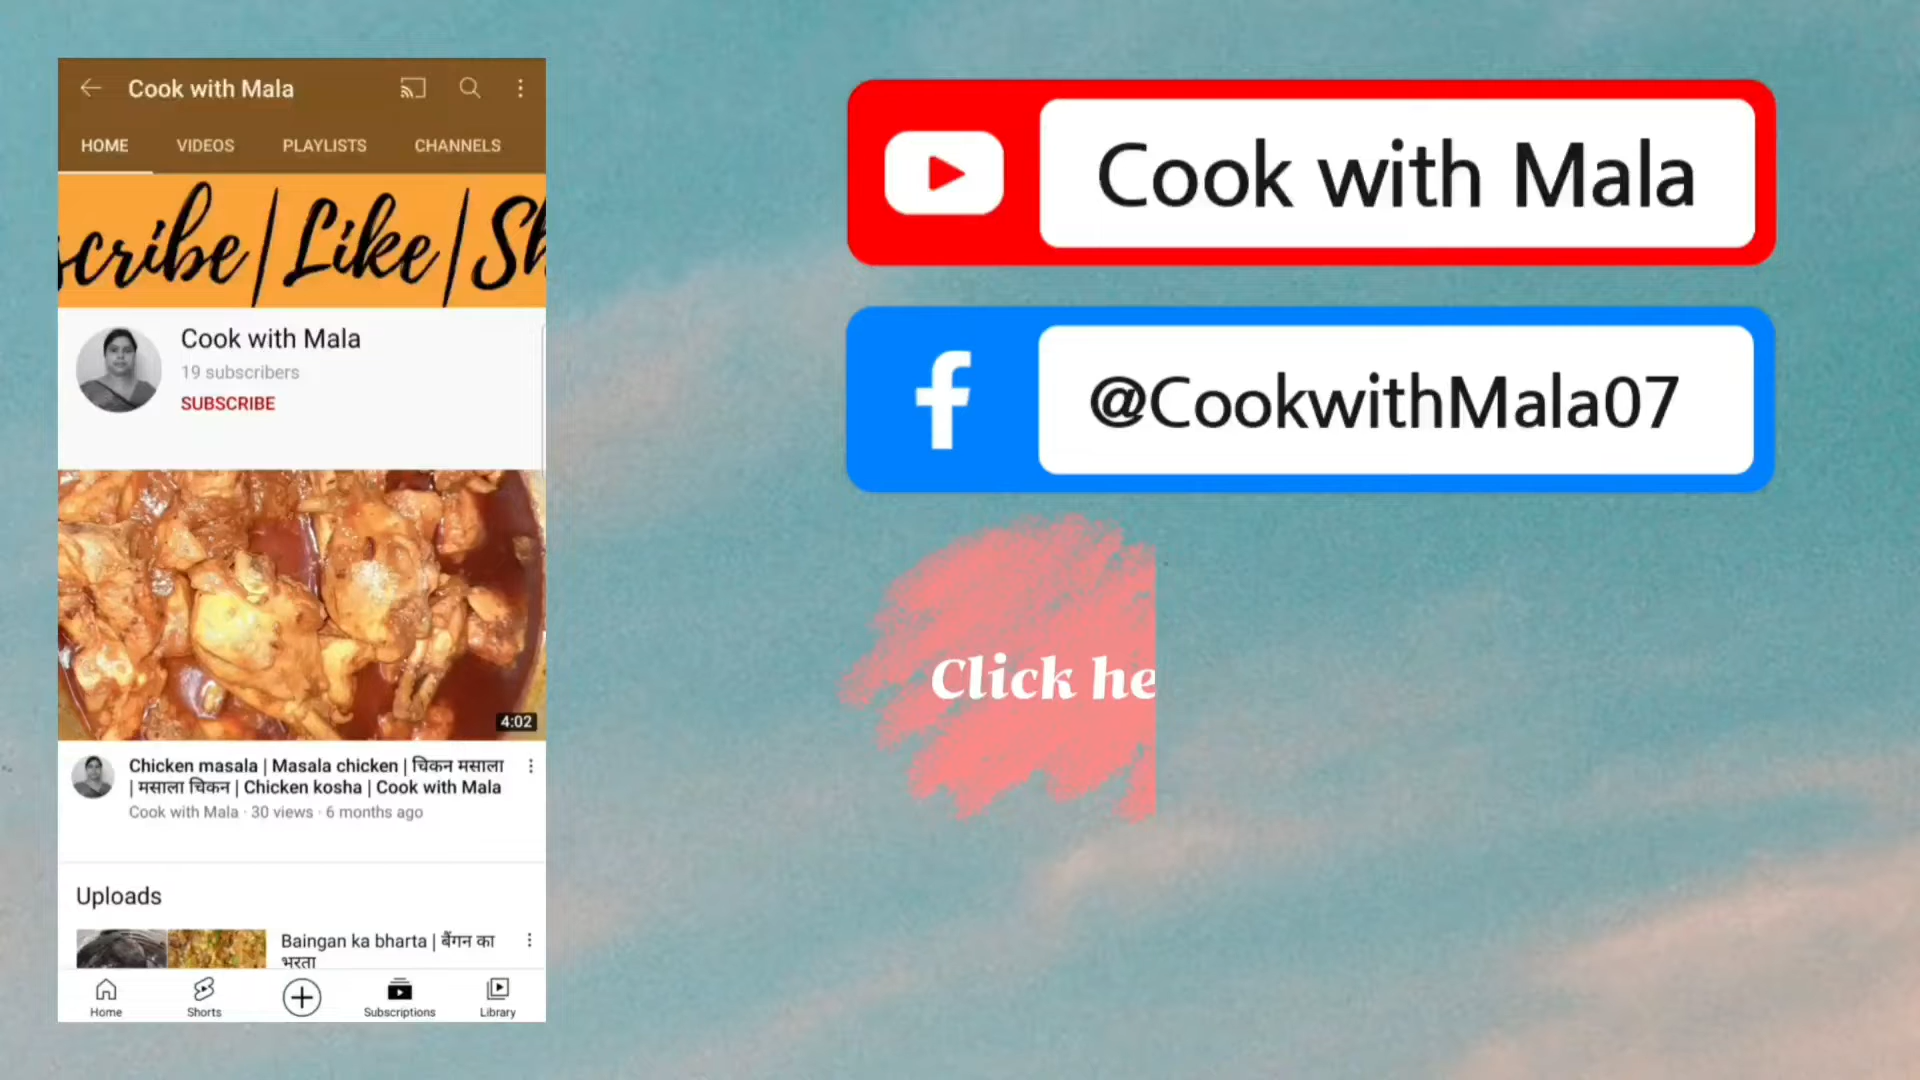 Cook with Mala
HOME VIDEOS PLAYLISTS CHANNELS
scribe | Like | Sh
Cook with Mala
19 subscribers
SUBSCRIBE
4:02
Chicken masala | Masala chicken | चिकन मसाला
| मसाला चिकन | Chicken kosha | Cook with Mala
Cook with Mala · 30 views · 6 months ago
Uploads
Baingan ka bharta | बैंगन का
भरता
Home Shorts Subscriptions Library
Cook with Mala
@CookwithMala07
Click he